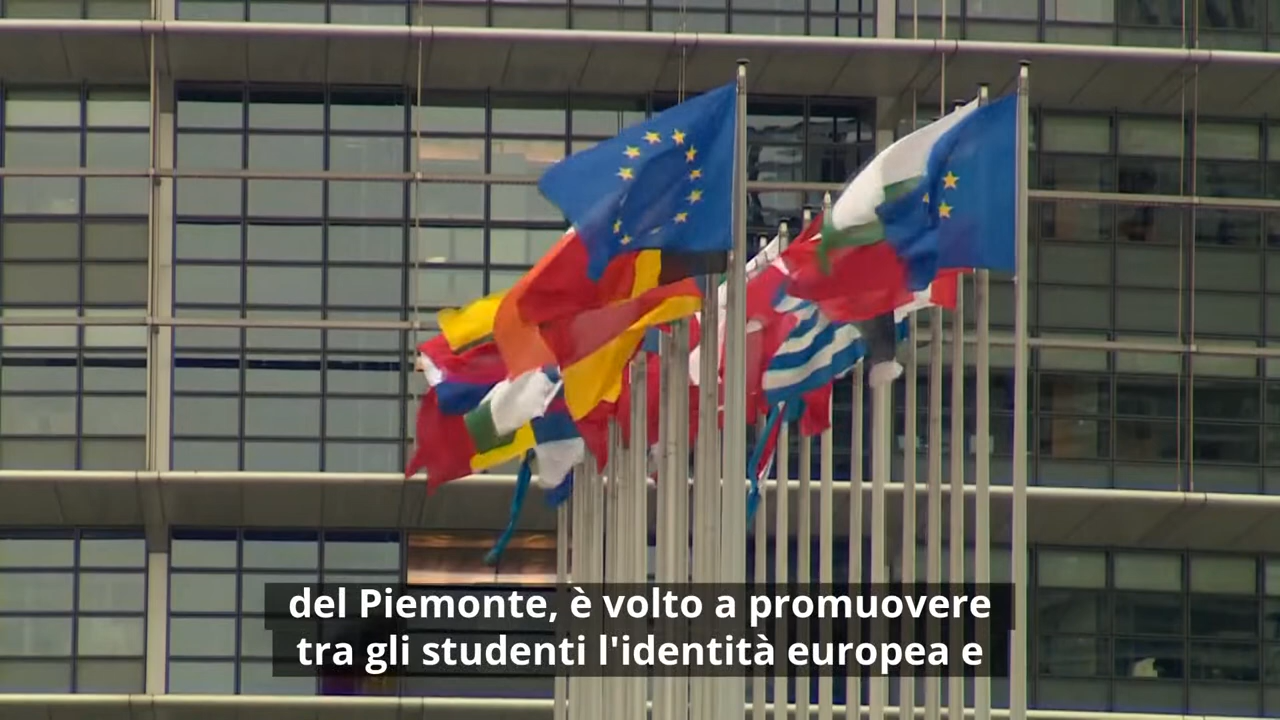 del Piemonte, è volto a promuovere
tra gli studenti l'identità europea e